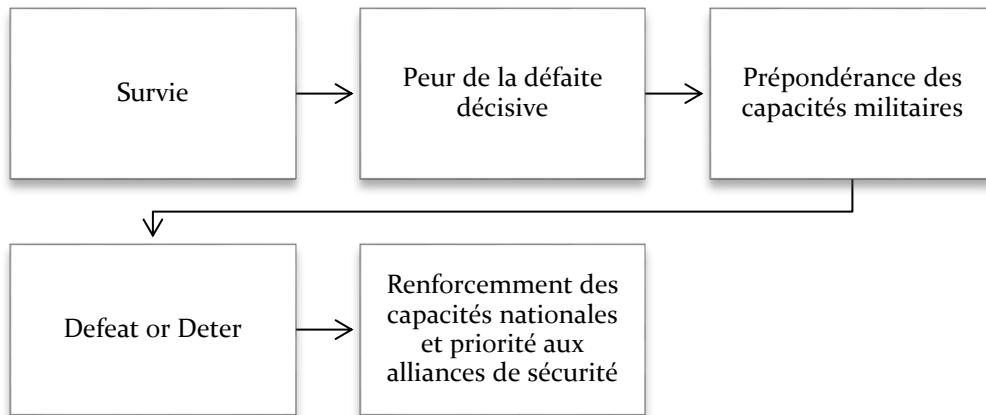 Survie
Peur de la défaite
décisive
Prépondérance des
capacités militaires
Defeat or Deter
Renforcemment des
capacités nationales
et priorité aux
alliances de sécurité